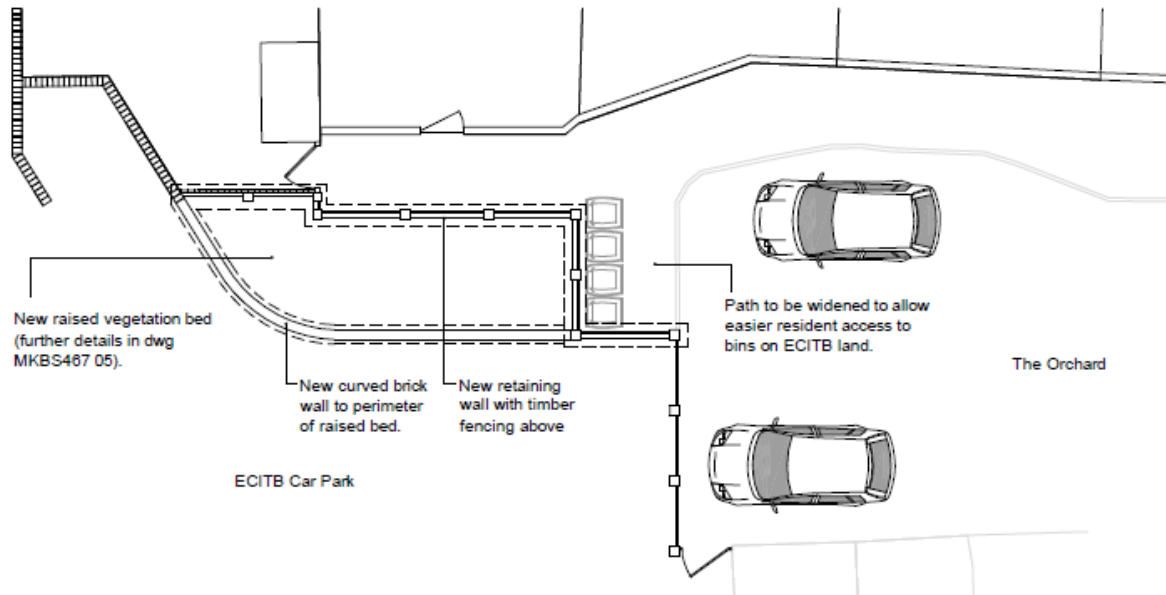 New raised vegetation bed
(further details in dwg
MKBS467 05).
New curved brick
wall to perimeter
of raised bed.
New retaining
wall with timber
fencing above
Path to be widened to allow
easier resident access to
bins on ECITB land.
The Orchard
ECITB Car Park